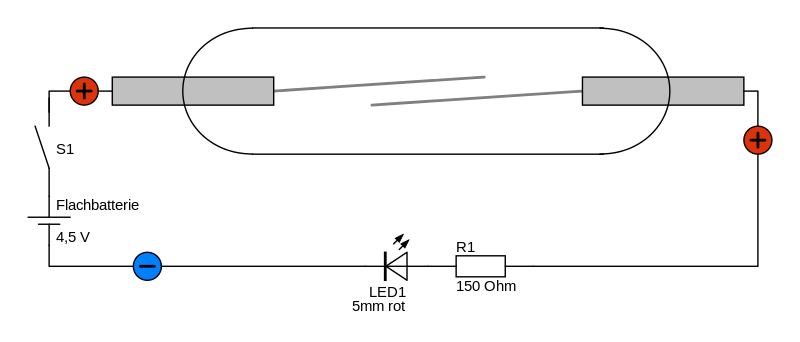 S1
Flachbatterie
4,5 V
R1
150 Ohm
LED1
5mm rot